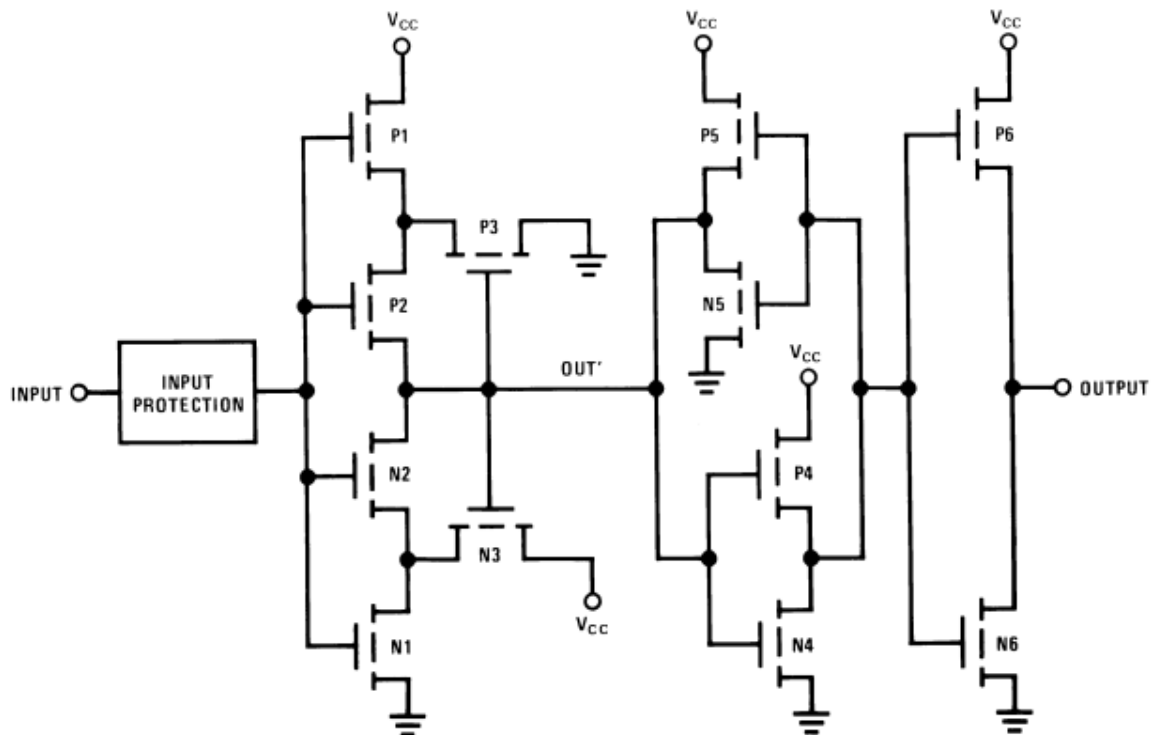 VCC
VCC
VCC
P1
P5
P6
P3
P2
N5
VCC
INPUT
INPUT
PROTECTION
OUT'
OUTPUT
N2
P4
N3
VCC
N1
N4
N6